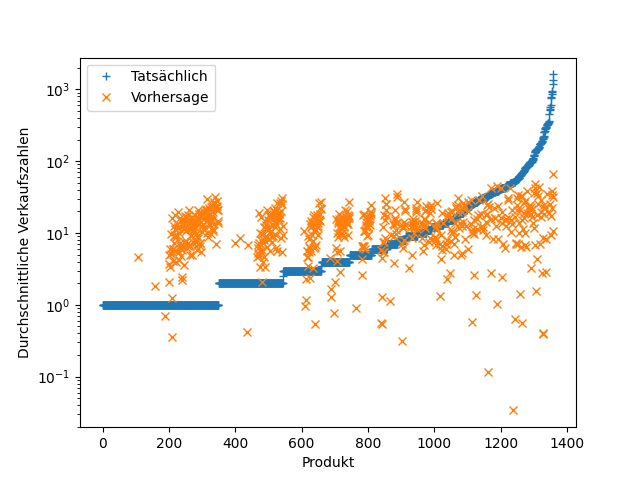 Tatsächlich
Vorhersage
Durchschnittliche Verkaufszahlen
10³
10²
10¹
10⁰
10⁻¹
0 200 400 600 800 1000 1200 1400
Produkt